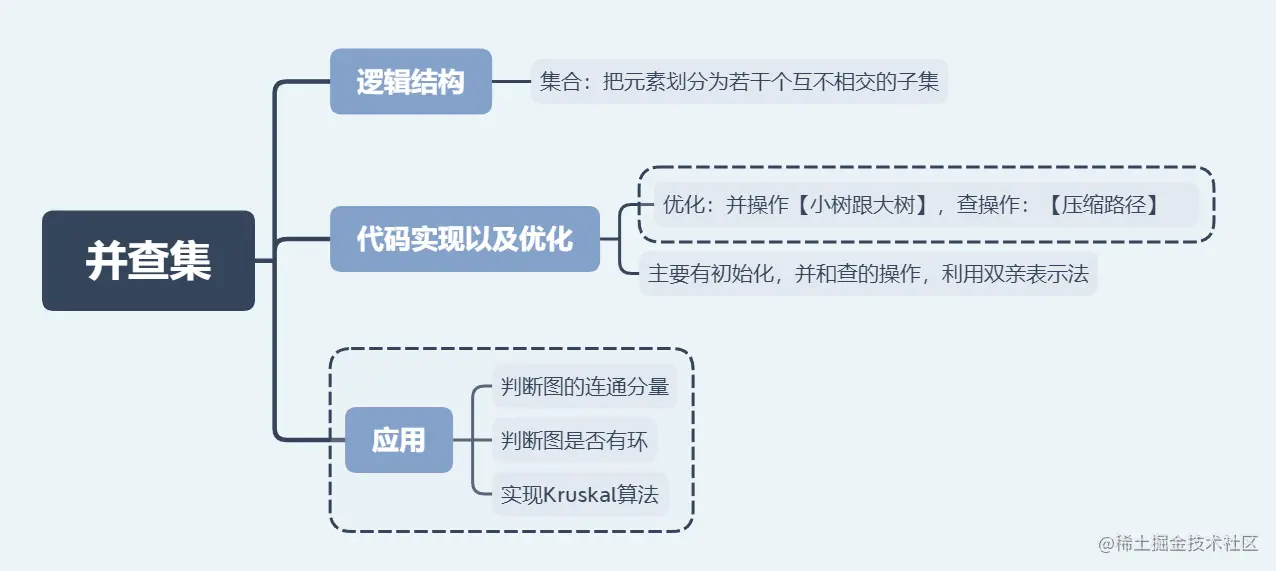 并查集
逻辑结构
集合：把元素划分为若干个互不相交的子集
代码实现以及优化
优化：并操作【小树跟大树】，查操作：【压缩路径】
主要有初始化，并和查的操作，利用双亲表示法
应用
判断图的连通分量
判断图是否有环
实现Kruskal算法
@稀土掘金技术社区